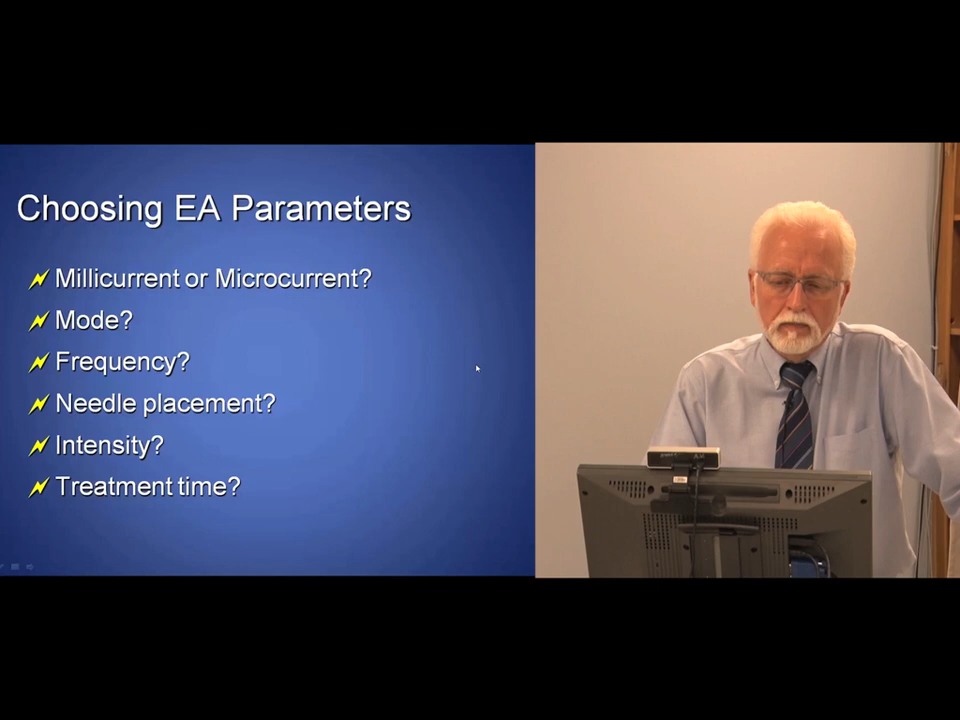 Choosing EA Parameters
Millicurrent or Microcurrent?
Mode?
Frequency?
Needle placement?
Intensity?
Treatment time?